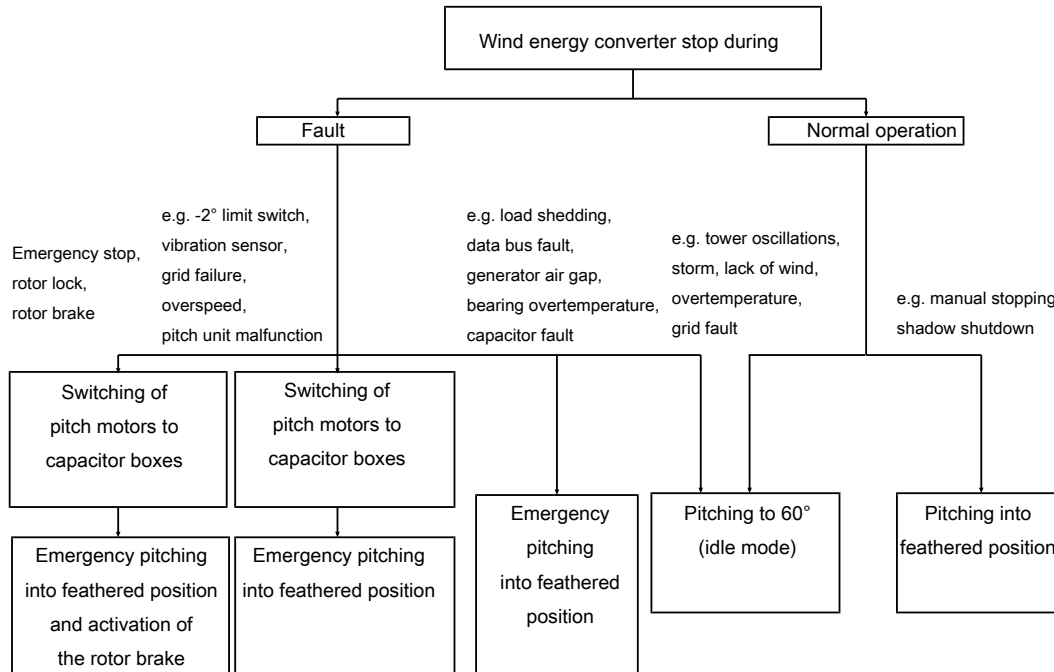 Wind energy converter stop during
Fault
Normal operation
Emergency stop,
rotor lock,
rotor brake
e.g. -2° limit switch,
vibration sensor,
grid failure,
overspeed,
pitch unit malfunction
e.g. load shedding,
data bus fault,
generator air gap,
bearing overtemperature,
capacitor fault
e.g. tower oscillations,
storm, lack of wind,
overtemperature,
grid fault
e.g. manual stopping,
shadow shutdown
Switching of
pitch motors to
capacitor boxes
Switching of
pitch motors to
capacitor boxes
Emergency pitching
into feathered position
and activation of
the rotor brake
Emergency pitching
into feathered position
Emergency
pitching
into feathered
position
Pitching to 60°
(idle mode)
Pitching into
feathered position